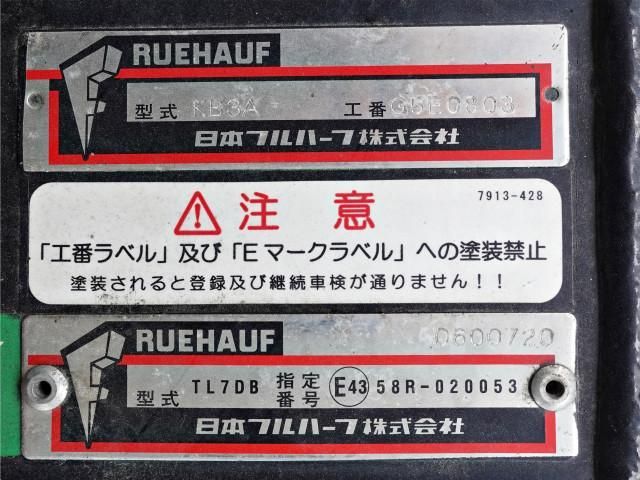 FRUEHAUF
型式 KB3A 工番 G5E0803
日本フルハーフ株式会社
7913-428
注意
「工番ラベル」及び「Eマークラベル」への塗装禁止
塗装されると登録及び継続車検が通りません!!
FRUEHAUF 0600720
型式 TL7DB 指定番号 E43 58R-020053
日本フルハーフ株式会社